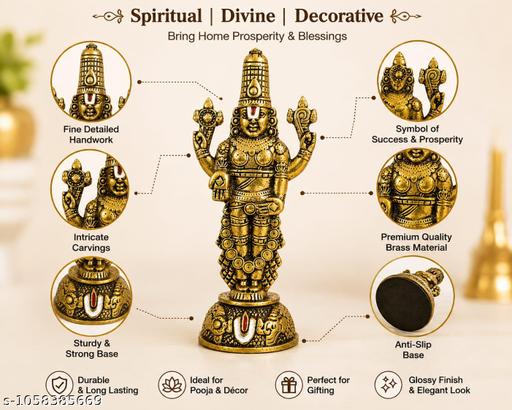 Spiritual | Divine | Decorative
Bring Home Prosperity & Blessings
Fine Detailed
Handwork
Symbol of
Success & Prosperity
Intricate
Carvings
Premium Quality
Brass Material
Sturdy &
Strong Base
Anti-Slip
Base
Durable
& Long Lasting
Ideal for
Pooja & Décor
Perfect for
Gifting
Glossy Finish
& Elegant Look
s-1058385669